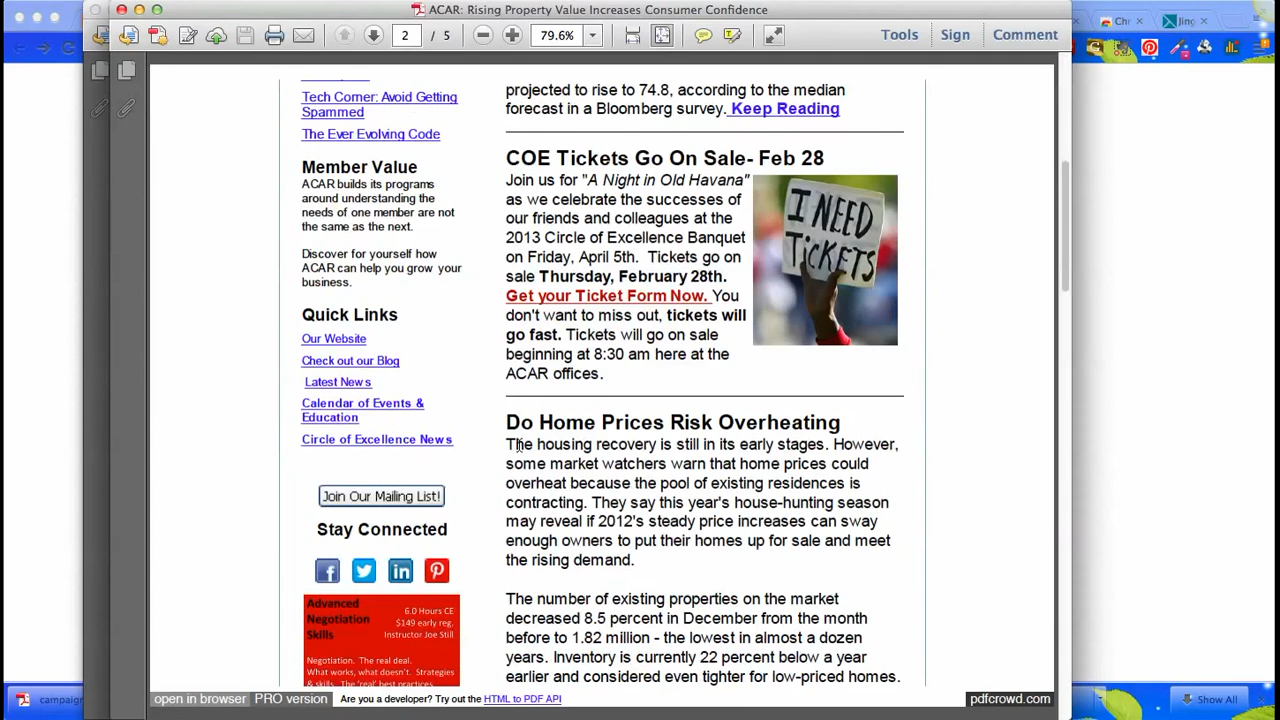 ACAR: Rising Property Value Increases Consumer Confidence
Chr
Jing
2 / 5
79.6%
Tools
Sign
Comment
Tech Corner: Avoid Getting
Spammed
The Ever Evolving Code
Member Value
ACAR builds its programs
around understanding the
needs of one member are not
the same as the next.
Discover for yourself how
ACAR can help you grow your
business.
Quick Links
Our Website
Check out our Blog
Latest News
Calendar of Events &
Education
Circle of Excellence News
Join Our Mailing List!
Stay Connected
Advanced
Negotiation
Skills
6.0 Hours CE
$149 early reg.
Instructor Joe Still
Negotiation. The real deal.
What works, what doesn't. Strategies
& skills. The 'real' best practices
projected to rise to 74.8, according to the median
forecast in a Bloomberg survey. Keep Reading
COE Tickets Go On Sale- Feb 28
Join us for "A Night in Old Havana"
as we celebrate the successes of
our friends and colleagues at the
2013 Circle of Excellence Banquet
on Friday, April 5th. Tickets go on
sale Thursday, February 28th.
Get your Ticket Form Now. You
don't want to miss out, tickets will
go fast. Tickets will go on sale
beginning at 8:30 am here at the
ACAR offices.
I NEED
TiCKETS
Do Home Prices Risk Overheating
The housing recovery is still in its early stages. However,
some market watchers warn that home prices could
overheat because the pool of existing residences is
contracting. They say this year's house-hunting season
may reveal if 2012's steady price increases can sway
enough owners to put their homes up for sale and meet
the rising demand.
The number of existing properties on the market
decreased 8.5 percent in December from the month
before to 1.82 million - the lowest in almost a dozen
years. Inventory is currently 22 percent below a year
earlier and considered even tighter for low-priced homes.
open in browser PRO version Are you a developer? Try out the HTML to PDF API
pdfcrowd.com
campaign
Show All